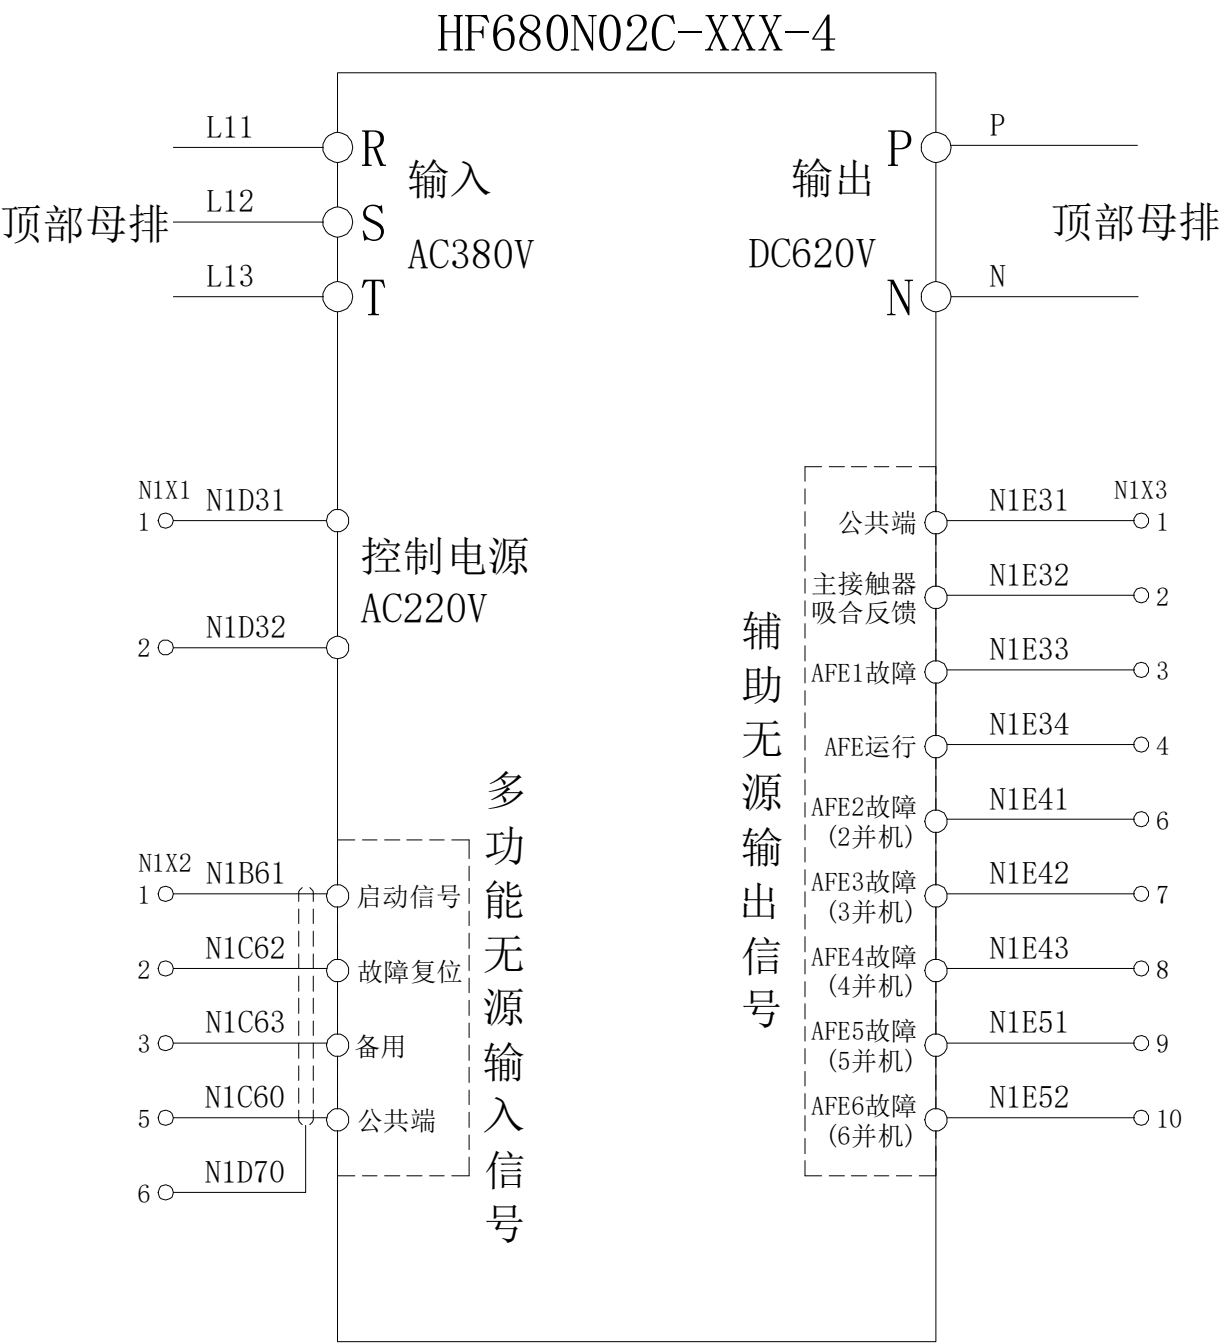 HF680N02C-XXX-4
L11
R
输入
L12
S
顶部母排
AC380V
L13
T
P
P
输出
顶部母排
DC620V
N
N
N1X1
1
N1D31
控制电源
AC220V
2
N1D32
多功能无源输入信号
N1X2
1
N1B61
启动信号
2
N1C62
故障复位
3
N1C63
备用
5
N1C60
公共端
6
N1D70
辅助无源输出信号
N1X3
公共端
N1E31
1
主接触器
吸合反馈
N1E32
2
AFE1故障
N1E33
3
AFE运行
N1E34
4
AFE2故障
(2并机)
N1E41
6
AFE3故障
(3并机)
N1E42
7
AFE4故障
(4并机)
N1E43
8
AFE5故障
(5并机)
N1E51
9
AFE6故障
(6并机)
N1E52
10